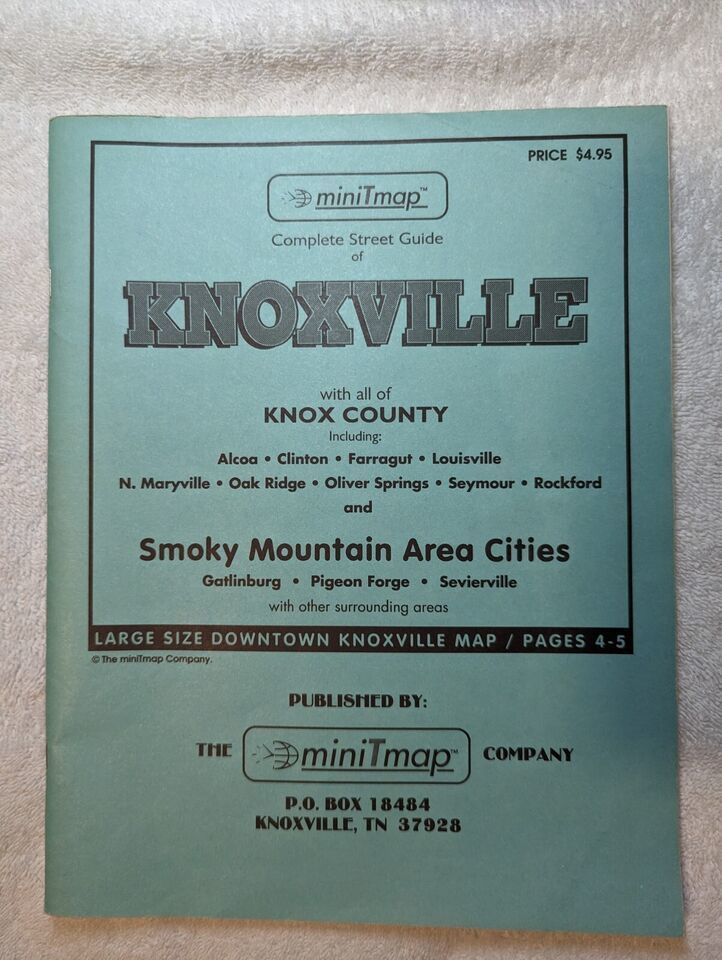 PRICE $4.95
miniTmap™
Complete Street Guide
of
KNOXVILLE
with all of
KNOX COUNTY
Including:
Alcoa • Clinton • Farragut • Louisville
N. Maryville • Oak Ridge • Oliver Springs • Seymour • Rockford
and
Smoky Mountain Area Cities
Gatlinburg • Pigeon Forge • Sevierville
with other surrounding areas
LARGE SIZE DOWNTOWN KNOXVILLE MAP / PAGES 4-5
© The miniTmap Company.
PUBLISHED BY:
THE miniTmap™ COMPANY
P.O. BOX 18484
KNOXVILLE, TN 37928